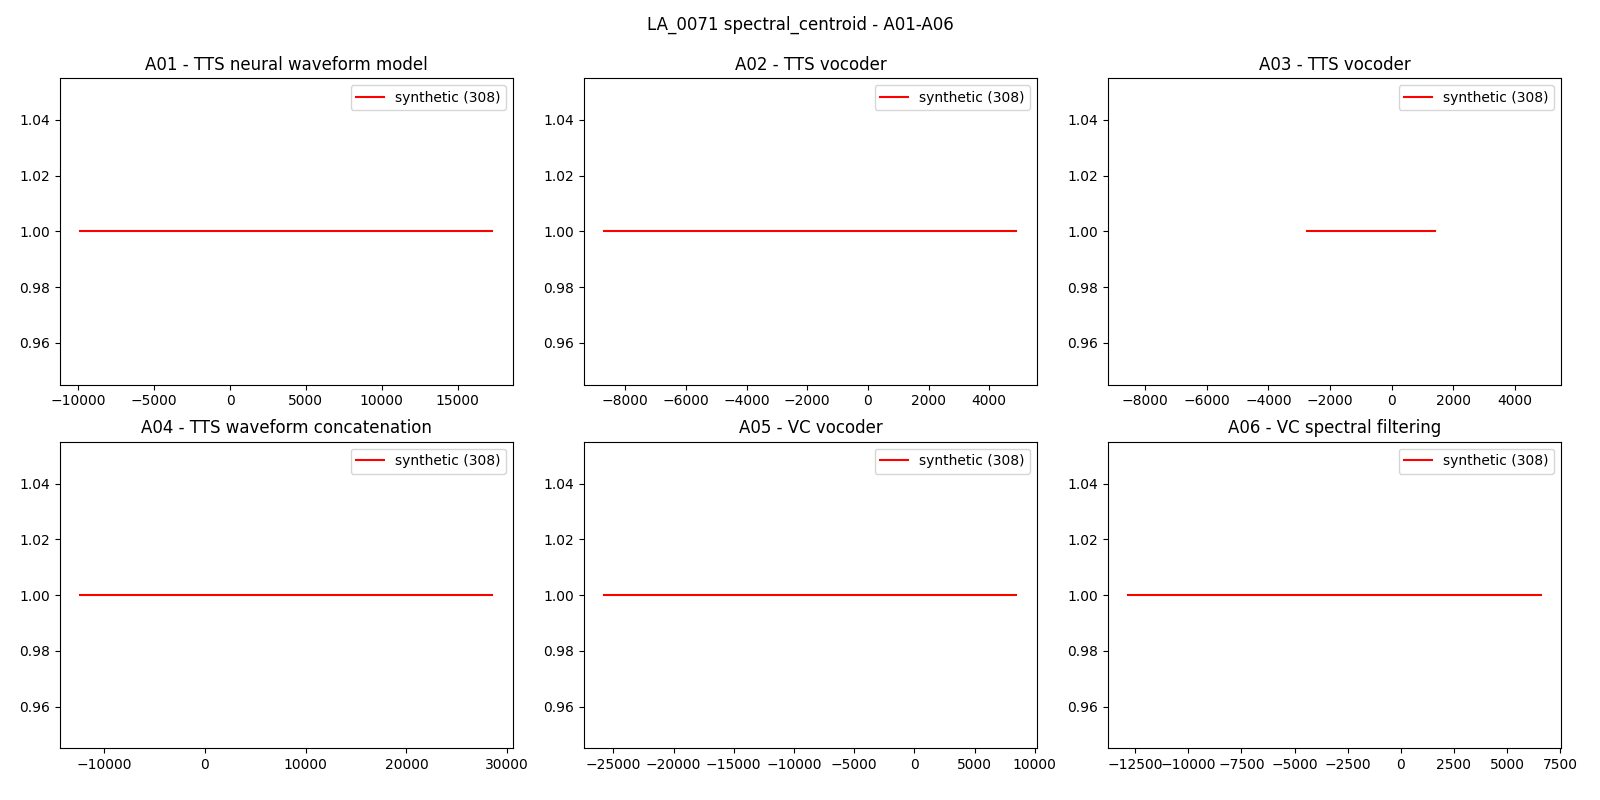 LA_0071 spectral_centroid - A01-A06
A01 - TTS neural waveform model
synthetic (308)
1.04
1.02
1.00
0.98
0.96
−10000 −5000 0 5000 10000 15000
A02 - TTS vocoder
synthetic (308)
1.04
1.02
1.00
0.98
0.96
−8000 −6000 −4000 −2000 0 2000 4000
A03 - TTS vocoder
synthetic (308)
1.04
1.02
1.00
0.98
0.96
−8000 −6000 −4000 −2000 0 2000 4000
A04 - TTS waveform concatenation
synthetic (308)
1.04
1.02
1.00
0.98
0.96
−10000 0 10000 20000 30000
A05 - VC vocoder
synthetic (308)
1.04
1.02
1.00
0.98
0.96
−25000 −20000 −15000 −10000 −5000 0 5000 10000
A06 - VC spectral filtering
synthetic (308)
1.04
1.02
1.00
0.98
0.96
−12500 −10000 −7500 −5000 −2500 0 2500 5000 7500